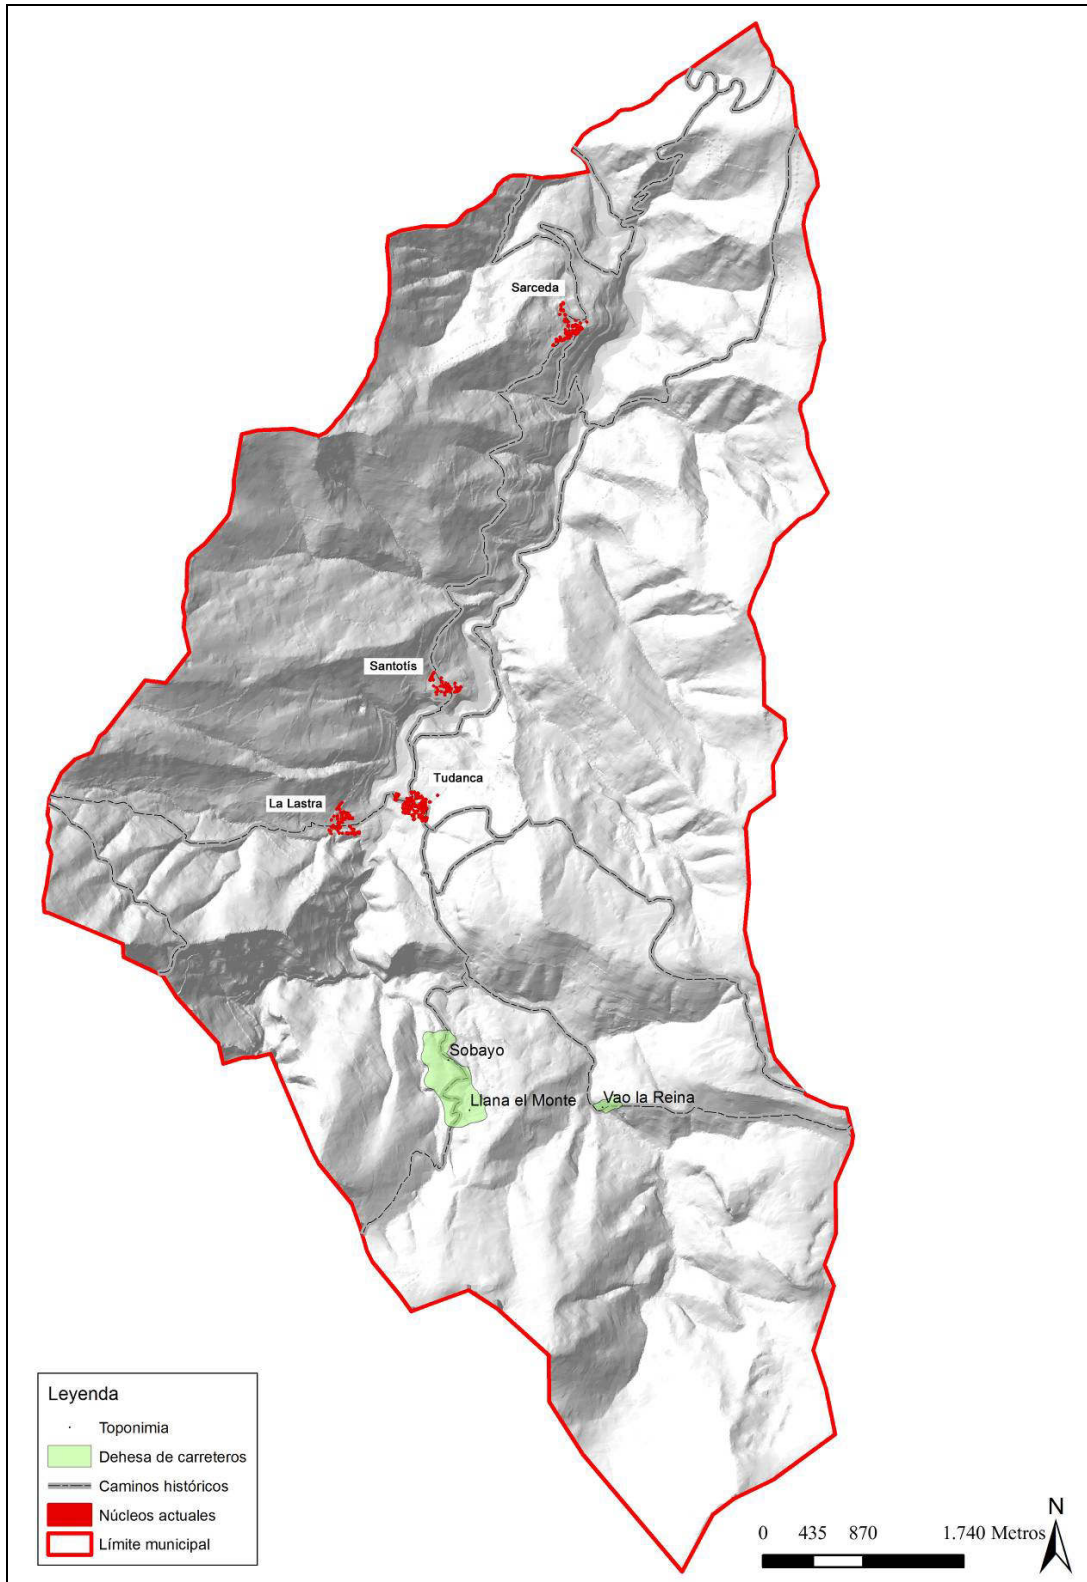 Sarceda
Santotís
Tudanca
La Lastra
Sobayo
Llana el Monte
Vao la Reina
Leyenda
Toponimia
Dehesa de carreteros
Caminos históricos
Núcleos actuales
Límite municipal
N
0 435 870 1.740 Metros